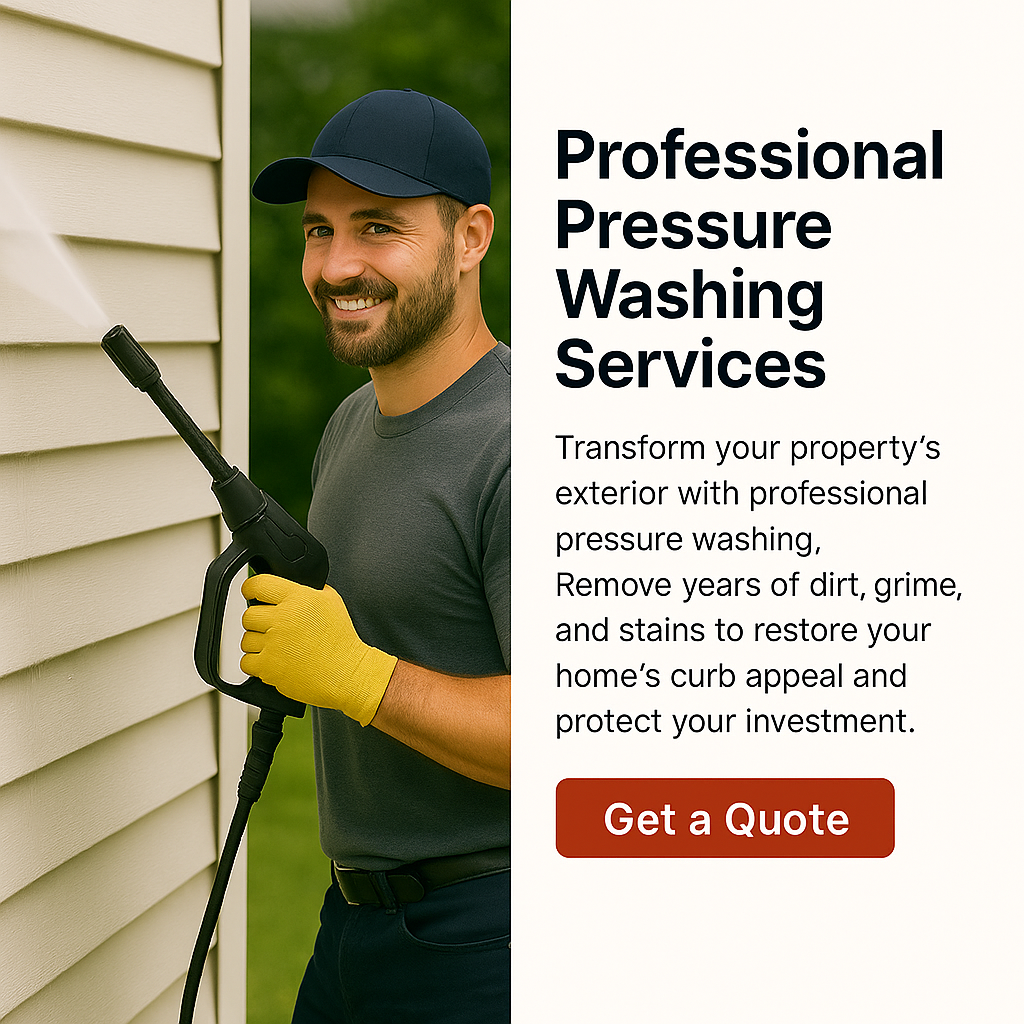 Professional
Pressure
Washing
Services
Transform your property’s
exterior with professional
pressure washing,
Remove years of dirt, grime,
and stains to restore your
home’s curb appeal and
protect your investment.
Get a Quote